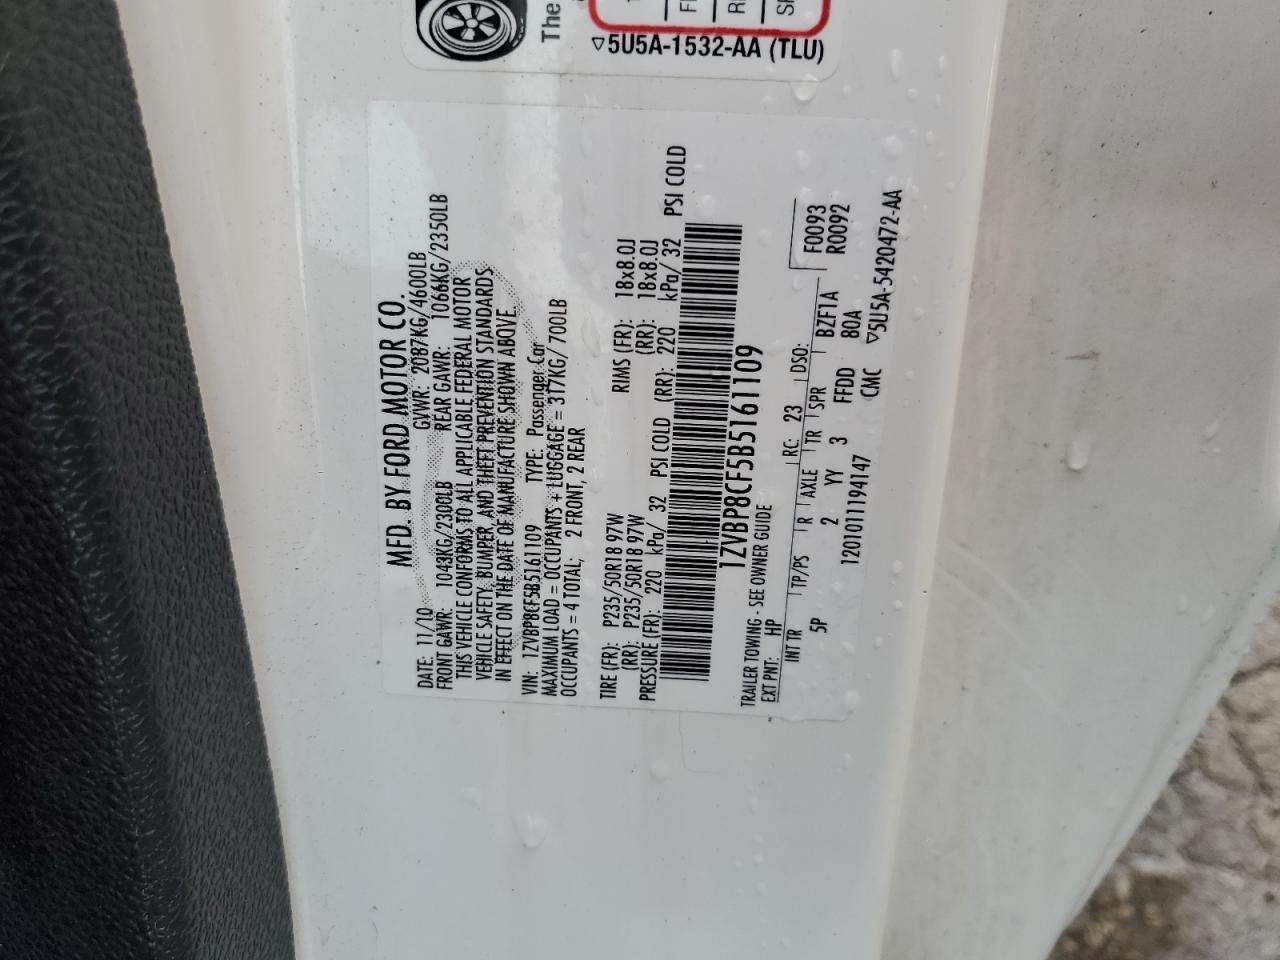 The
▽5U5A-1532-AA (TLU)
MFD. BY FORD MOTOR CO.
DATE: 11/10 GVWR: 2087KG/4600LB
FRONT GAWR: 1043KG/2300LB REAR GAWR: 1066KG/2350LB
THIS VEHICLE CONFORMS TO ALL APPLICABLE FEDERAL MOTOR
VEHICLE SAFETY, BUMPER, AND THEFT PREVENTION STANDARDS
IN EFFECT ON THE DATE OF MANUFACTURE SHOWN ABOVE.
VIN: 1ZVBP8CF5B5161109 TYPE: Passenger Car
MAXIMUM LOAD = OCCUPANTS + LUGGAGE = 317KG/700LB
OCCUPANTS = 4 TOTAL; 2 FRONT, 2 REAR
TIRE (FR): P235/50R18 97W RIMS (FR): 18x8.0J
(RR): P235/50R18 97W (RR): 18x8.0J
PRESSURE (FR): 220 kPa/ 32 PSI COLD (RR): 220 kPa/ 32 PSI COLD
1ZVBP8CF5B5161109
TRAILER TOWING - SEE OWNER GUIDE
EXT PNT: HP RC: 23 DSO: F0093
R0092
INT TR TP/PS R AXLE TR SPR BZF1A
5P 2 YY 3 FFDD 80A
12010111194147 CMC
▽5U5A-5420472-AA